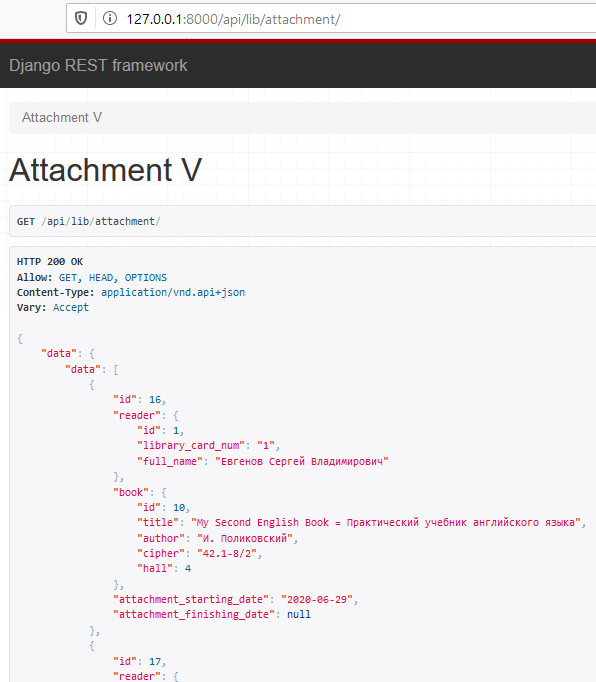 127.0.0.1:8000/api/lib/attachment/
Django REST framework
Attachment V
Attachment V
GET /api/lib/attachment/
HTTP 200 OK
Allow: GET, HEAD, OPTIONS
Content-Type: application/vnd.api+json
Vary: Accept
{
"data": {
"data": [
{
"id": 16,
"reader": {
"id": 1,
"library_card_num": "1",
"full_name": "Евгенов Сергей Владимирович"
},
"book": {
"id": 10,
"title": "My Second English Book = Практический учебник английского языка",
"author": "И. Поликовский",
"cipher": "42.1-8/2",
"hall": 4
},
"attachment_starting_date": "2020-06-29",
"attachment_finishing_date": null
},
{
"id": 17,
"reader": {